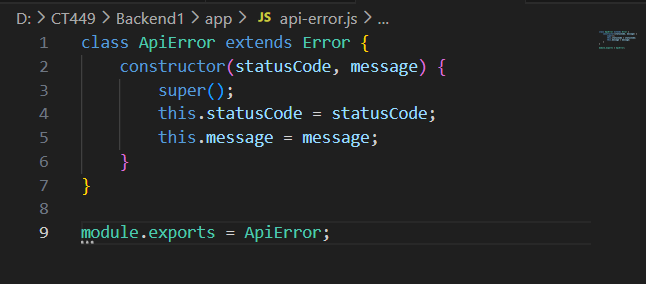 D: > CT449 > Backend1 > app > JS api-error.js > ...
1 class ApiError extends Error {
2     constructor(statusCode, message) {
3         super();
4         this.statusCode = statusCode;
5         this.message = message;
6     }
7 }
8
9 module.exports = ApiError;